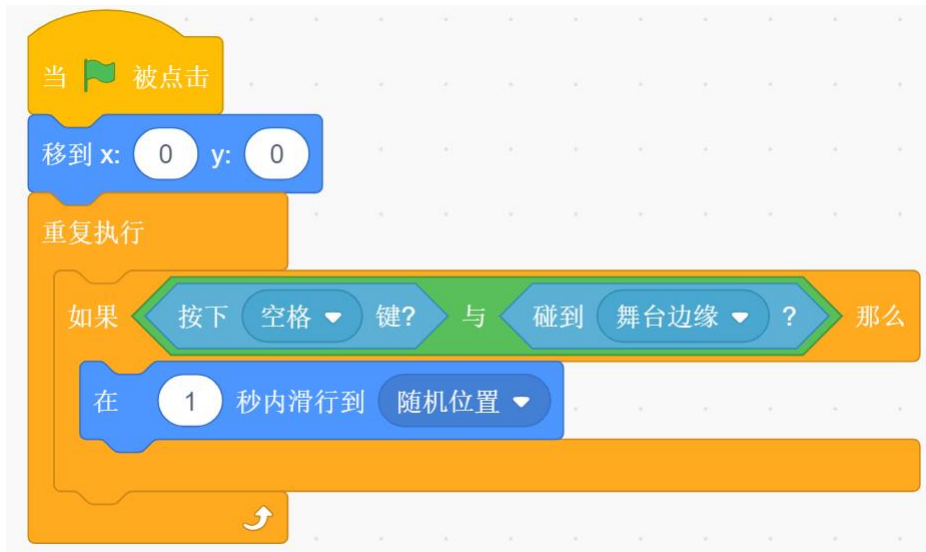 当 被点击
移到 x: 0 y: 0
重复执行
如果 按下 空格 键? 与 碰到 舞台边缘 ? 那么
在 1 秒内滑行到 随机位置